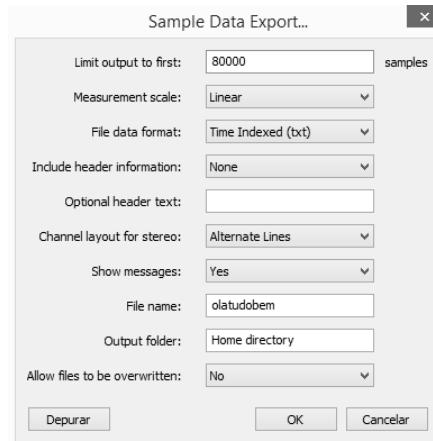 Sample Data Export...
Limit output to first: 80000 samples
Measurement scale: Linear
File data format: Time Indexed (txt)
Include header information: None
Optional header text:
Channel layout for stereo: Alternate Lines
Show messages: Yes
File name: olatudobem
Output folder: Home directory
Allow files to be overwritten: No
Depurar OK Cancelar